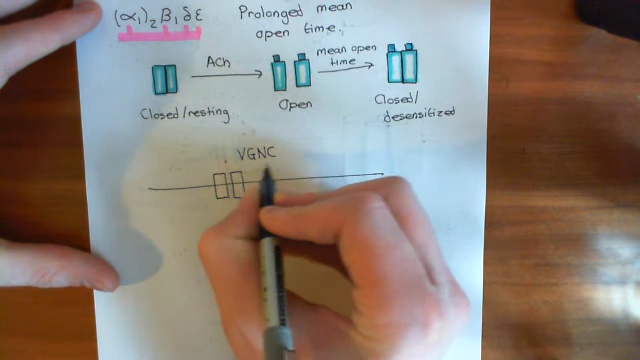 (α₁)₂ β₁ δ ε
Prolonged mean
open time.
Ach
mean open
time
Closed/resting
Open
Closed/
desensitized
VGNC